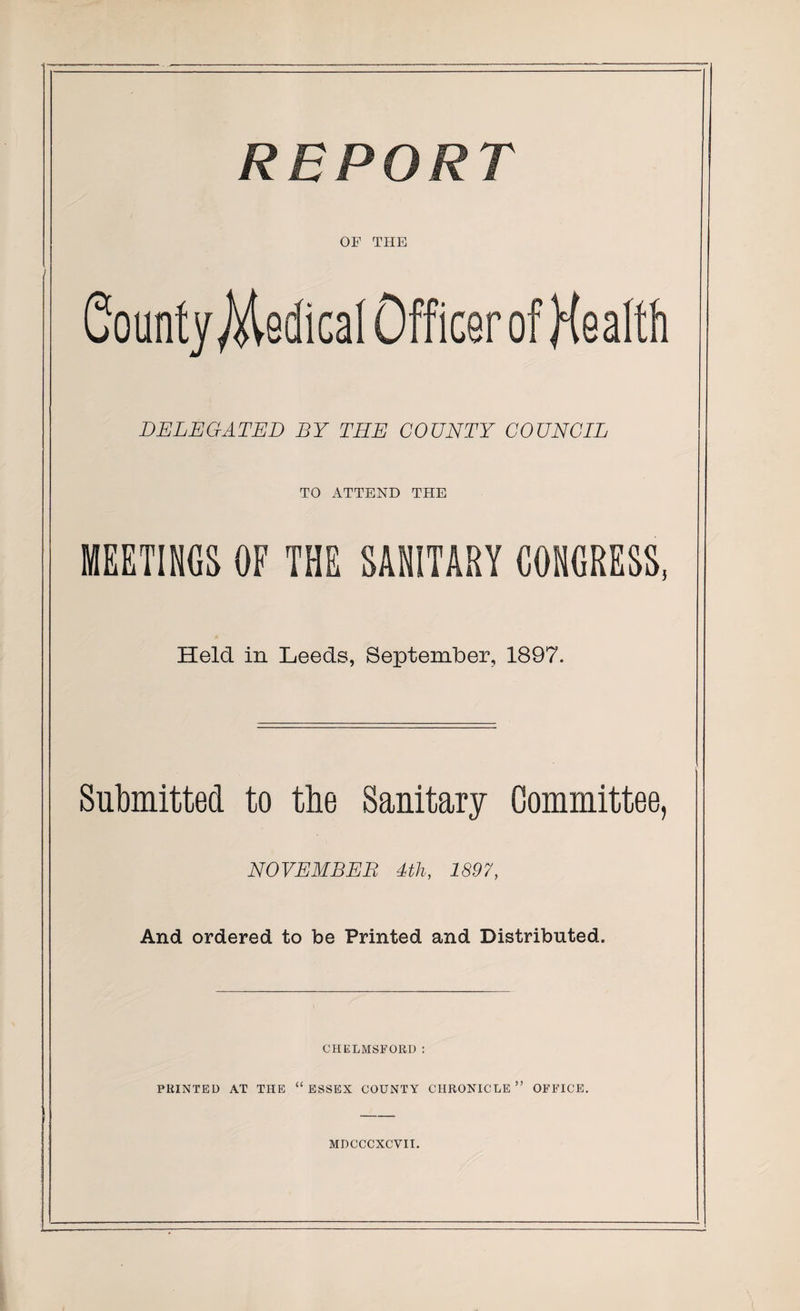 REPORT
OF THE
County Medical Officer of Health
DELEGATED BY THE COUNTY COUNCIL
TO ATTEND THE
MEETINGS OF THE SANITARY CONGRESS,
Held in Leeds, September, 1897.
Submitted to the Sanitary Committee,
NOVEMBER 4th, 1897,
And ordered to be Printed and Distributed.
CHELMSFORD :
PRINTED AT THE “ ESSEX COUNTY CHRONICLE ” OFFICE.
MDCCCXCVII.